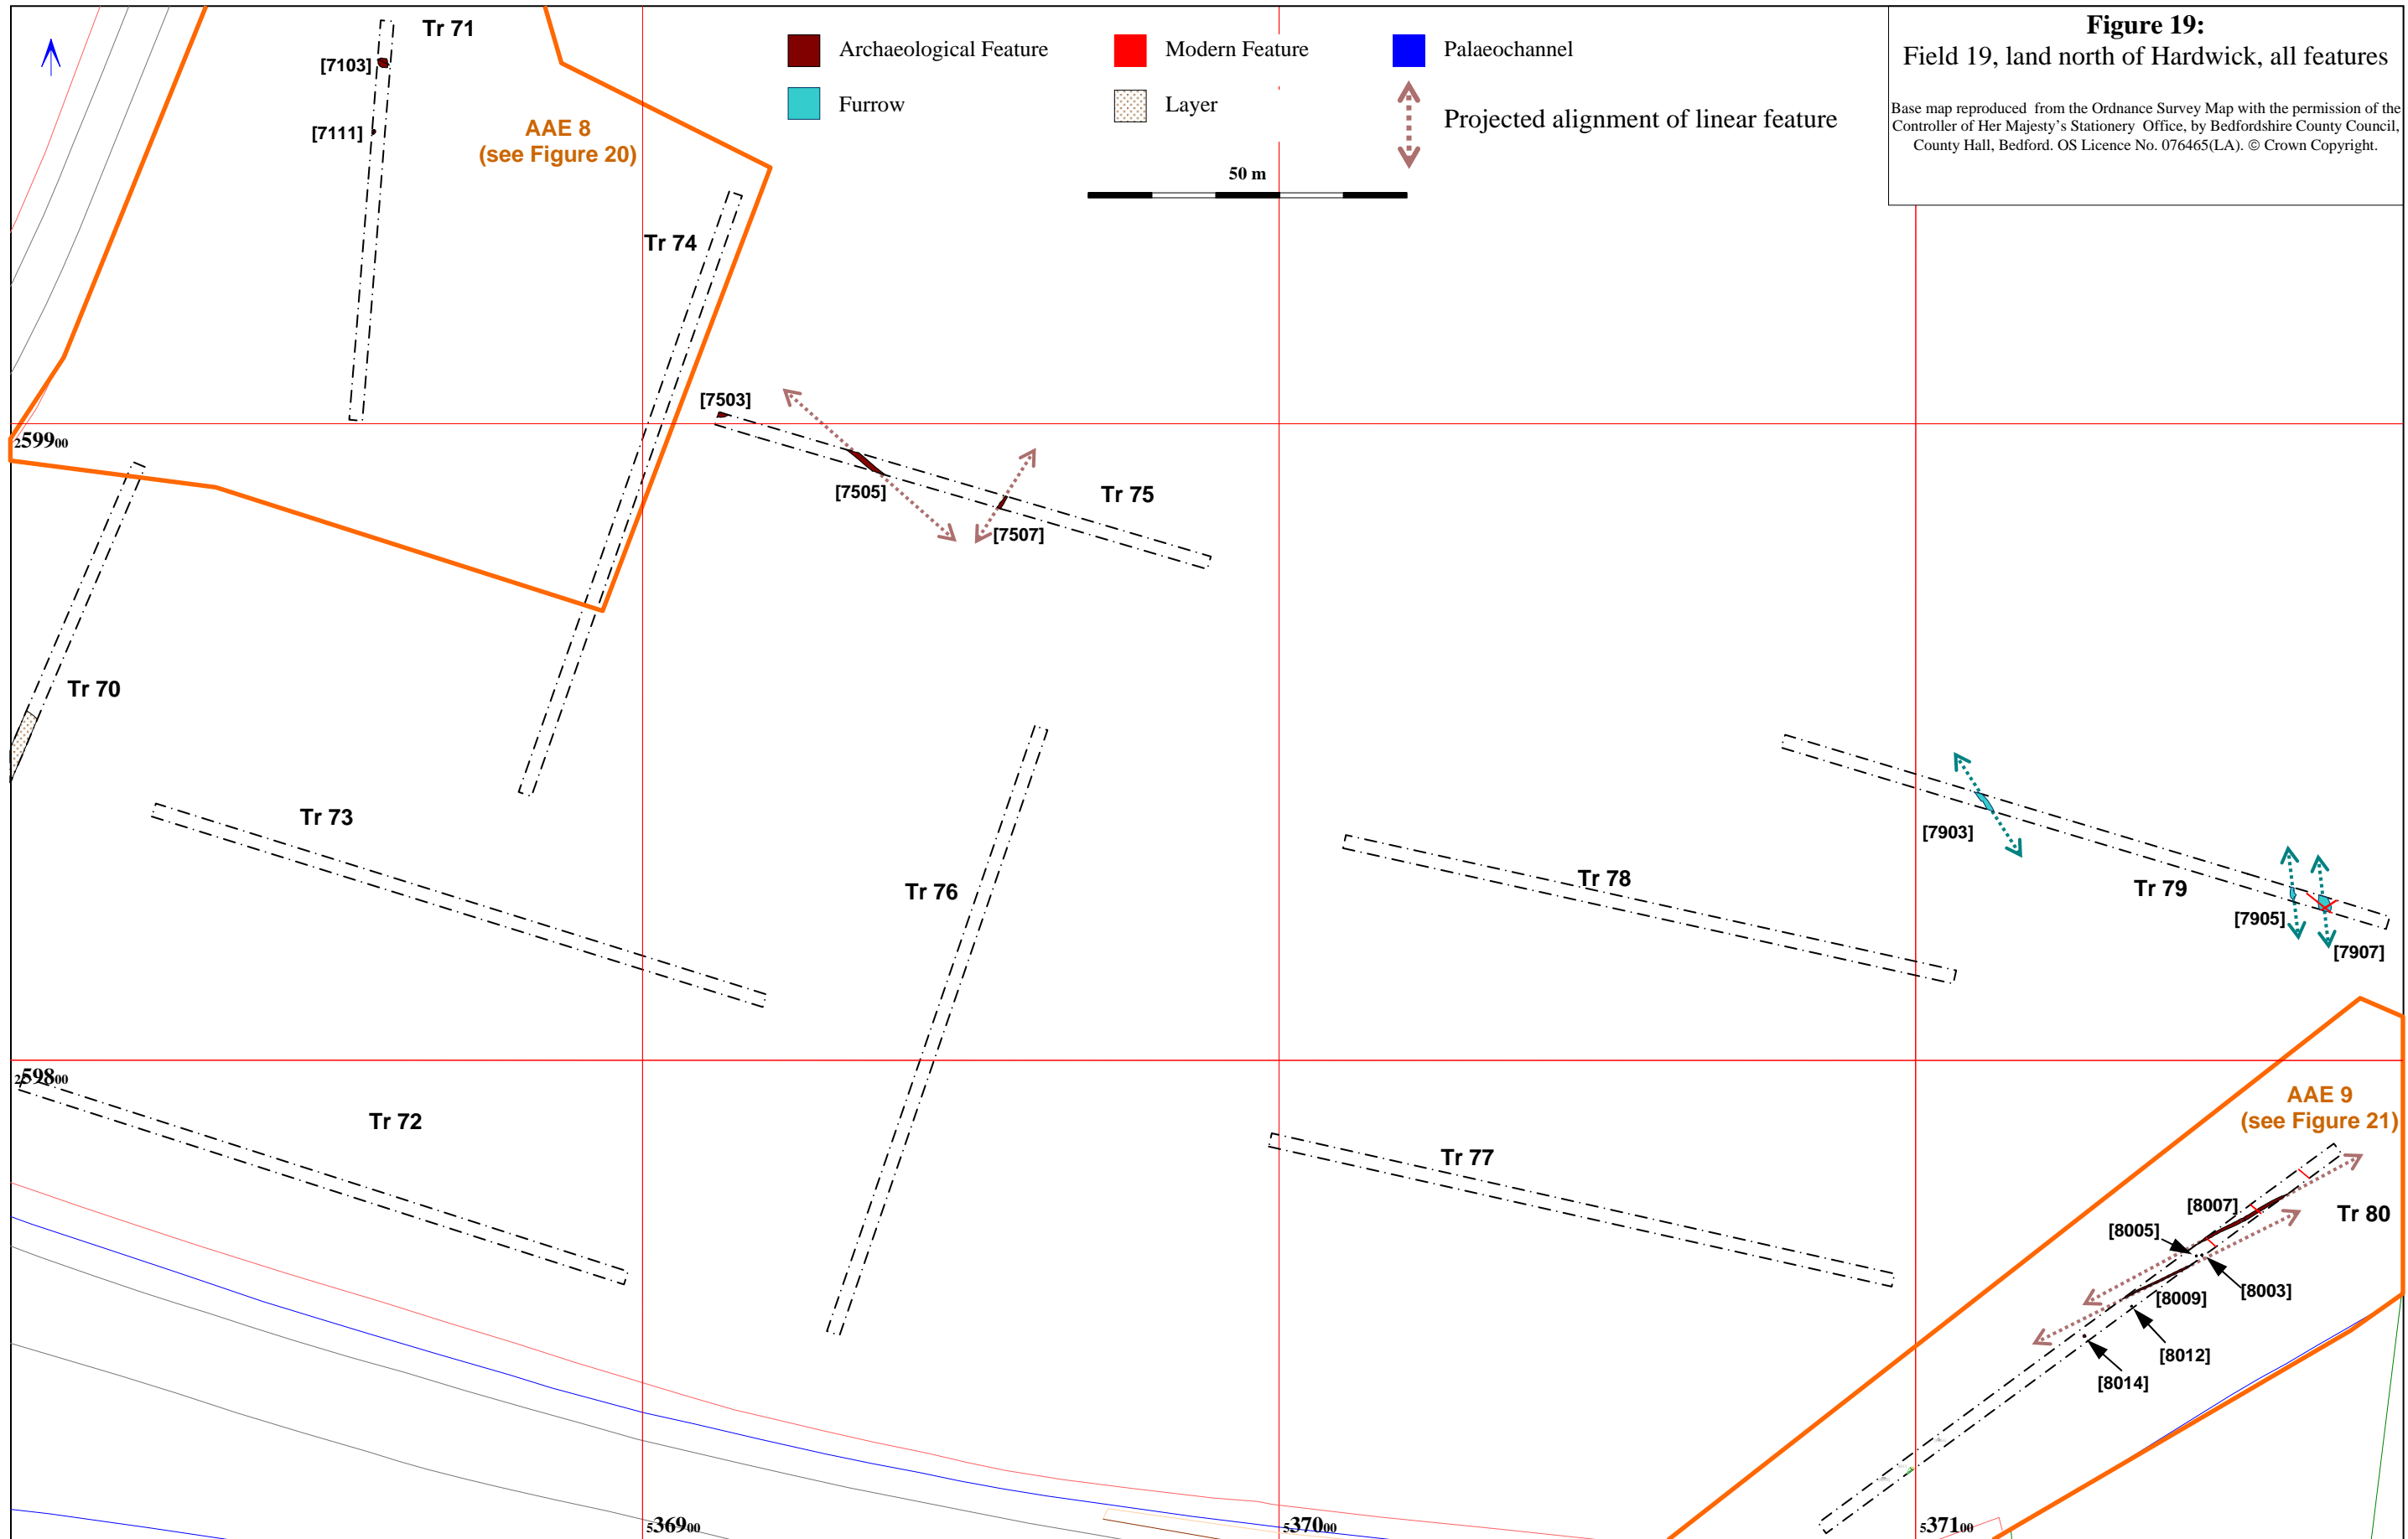 Figure 19:
Field 19, land north of Hardwick, all features
Base map reproduced from the Ordnance Survey Map with the permission of the
Controller of Her Majesty's Stationery Office, by Bedfordshire County Council,
County Hall, Bedford. OS Licence No. 076465(LA). © Crown Copyright.
Archaeological Feature
Modern Feature
Palaeochannel
Furrow
Layer
Projected alignment of linear feature
50 m
Tr 71
[7103]
[7111]
AAE 8
(see Figure 20)
Tr 74
[7503]
259900
[7505]
Tr 75
[7507]
Tr 70
Tr 73
Tr 76
Tr 78
[7903]
Tr 79
[7905]
[7907]
259800
Tr 72
Tr 77
AAE 9
(see Figure 21)
[8007]
Tr 80
[8005]
[8003]
[8009]
[8012]
[8014]
536900
537000
537100